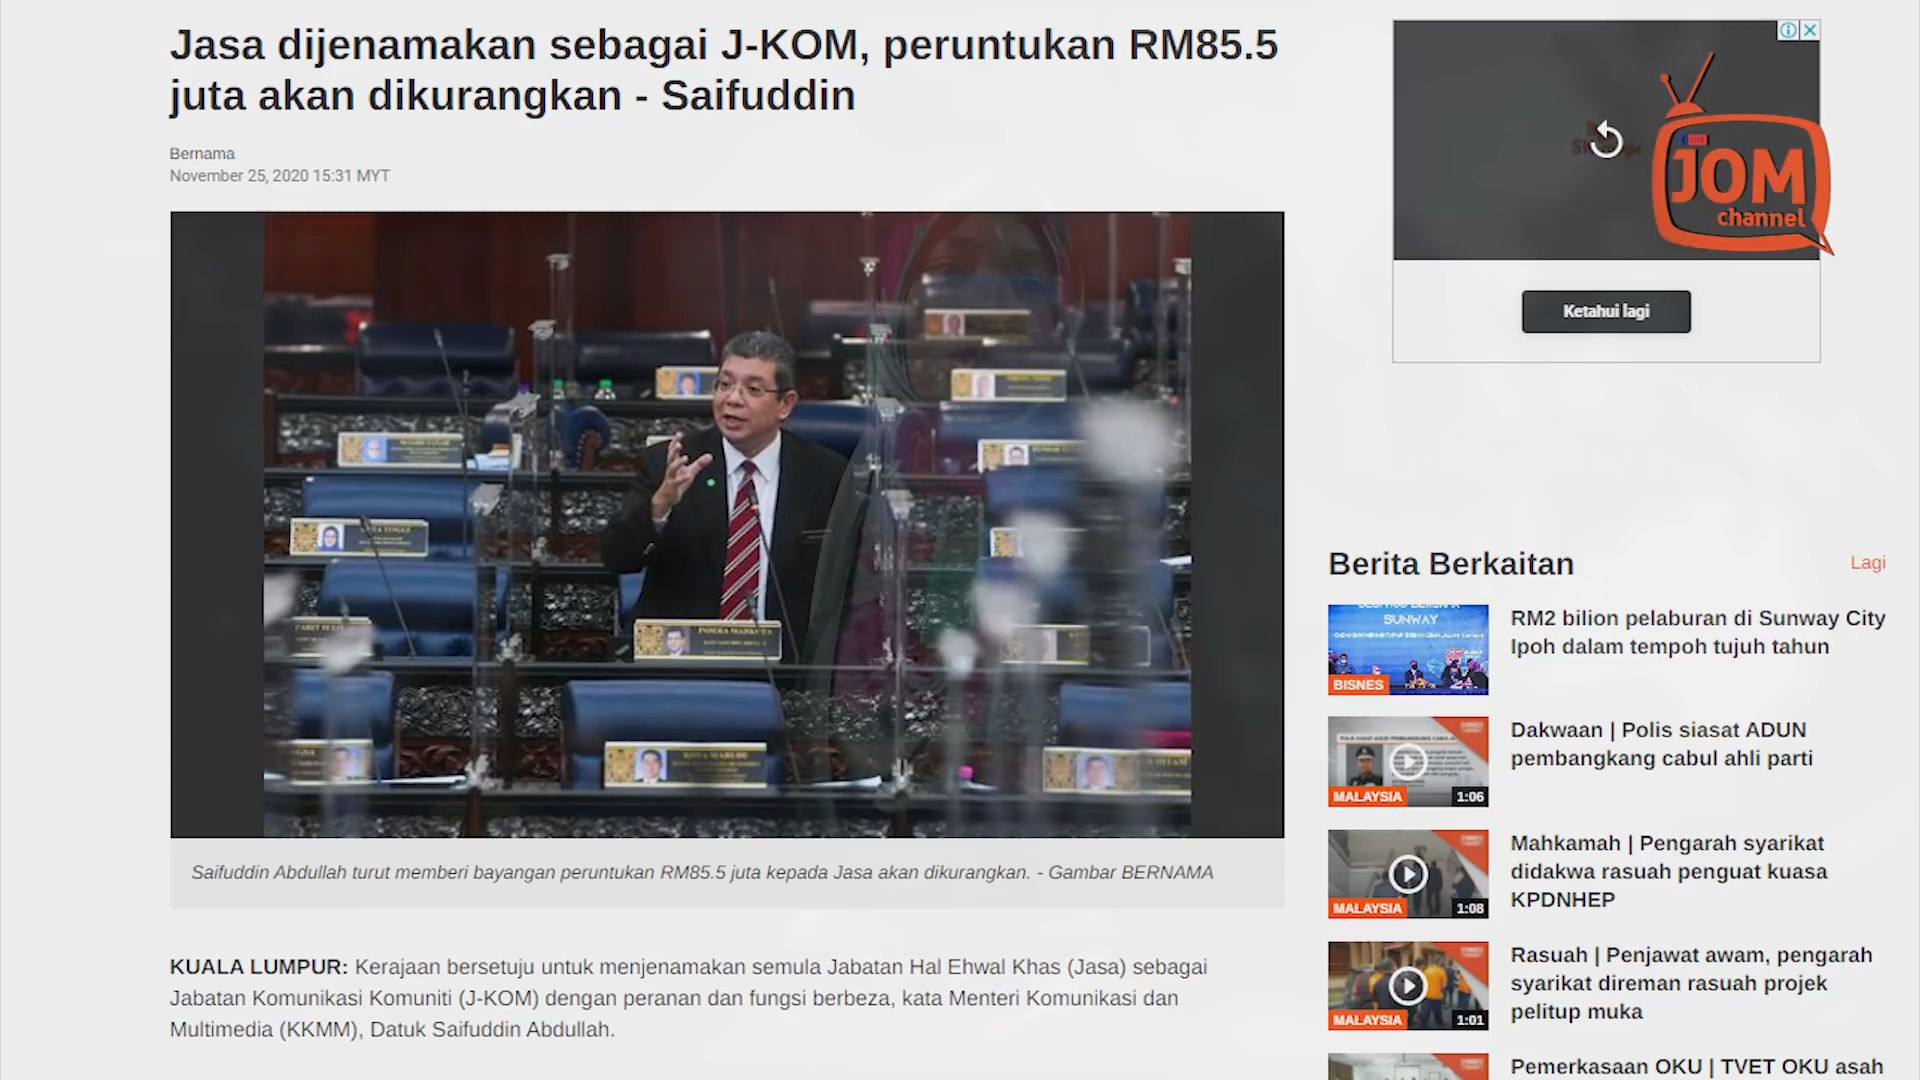 Jasa dijenamakan sebagai J-KOM, peruntukan RM85.5
juta akan dikurangkan - Saifuddin
Bernama
November 25, 2020 15:31 MYT
INDERA MAHKOTA
KOTA MARUDU
Saifuddin Abdullah turut memberi bayangan peruntukan RM85.5 juta kepada Jasa akan dikurangkan. - Gambar BERNAMA
KUALA LUMPUR: Kerajaan bersetuju untuk menjenamakan semula Jabatan Hal Ehwal Khas (Jasa) sebagai
Jabatan Komunikasi Komuniti (J-KOM) dengan peranan dan fungsi berbeza, kata Menteri Komunikasi dan
Multimedia (KKMM), Datuk Saifuddin Abdullah.
LIVE
JOM
channel
Ketahui lagi
Berita Berkaitan
Lagi
SUNWAY
BISNES
RM2 bilion pelaburan di Sunway City
Ipoh dalam tempoh tujuh tahun
MALAYSIA
1:06
Dakwaan | Polis siasat ADUN
pembangkang cabul ahli parti
MALAYSIA
1:08
Mahkamah | Pengarah syarikat
didakwa rasuah penguat kuasa
KPDNHEP
MALAYSIA
1:01
Rasuah | Penjawat awam, pengarah
syarikat direman rasuah projek
pelitup muka
Pemerkasaan OKU | TVET OKU asah